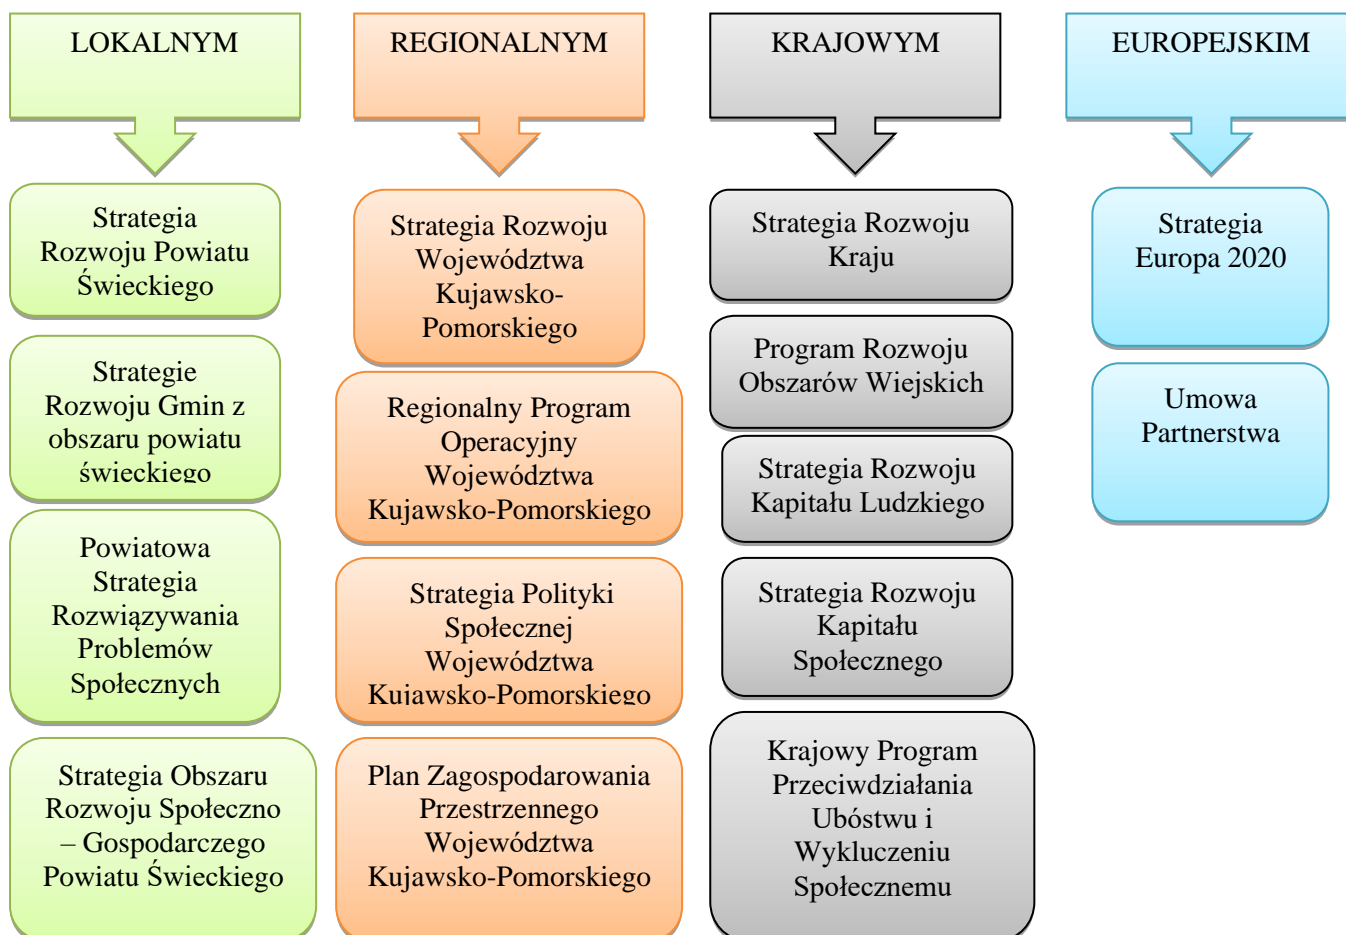 LOKALNYM
Strategia
Rozwoju Powiatu
Świeckiego
Strategie
Rozwoju Gmin z
obszaru powiatu
świeckiego
Powiatowa
Strategia
Rozwiązywania
Problemów
Społecznych
Strategia Obszaru
Rozwoju Społeczno
– Gospodarczego
Powiatu Świeckiego
REGIONALNYM
Strategia Rozwoju
Województwa
Kujawsko-
Pomorskiego
Regionalny Program
Operacyjny
Województwa
Kujawsko-Pomorskiego
Strategia Polityki
Społecznej
Województwa
Kujawsko-Pomorskiego
Plan Zagospodarowania
Przestrzennego
Województwa
Kujawsko-Pomorskiego
KRAJOWYM
Strategia Rozwoju
Kraju
Program Rozwoju
Obszarów Wiejskich
Strategia Rozwoju
Kapitału Ludzkiego
Strategia Rozwoju
Kapitału
Społecznego
Krajowy Program
Przeciwdziałania
Ubóstwu i
Wykluczeniu
Społecznemu
EUROPEJSKIM
Strategia
Europa 2020
Umowa
Partnerstwa